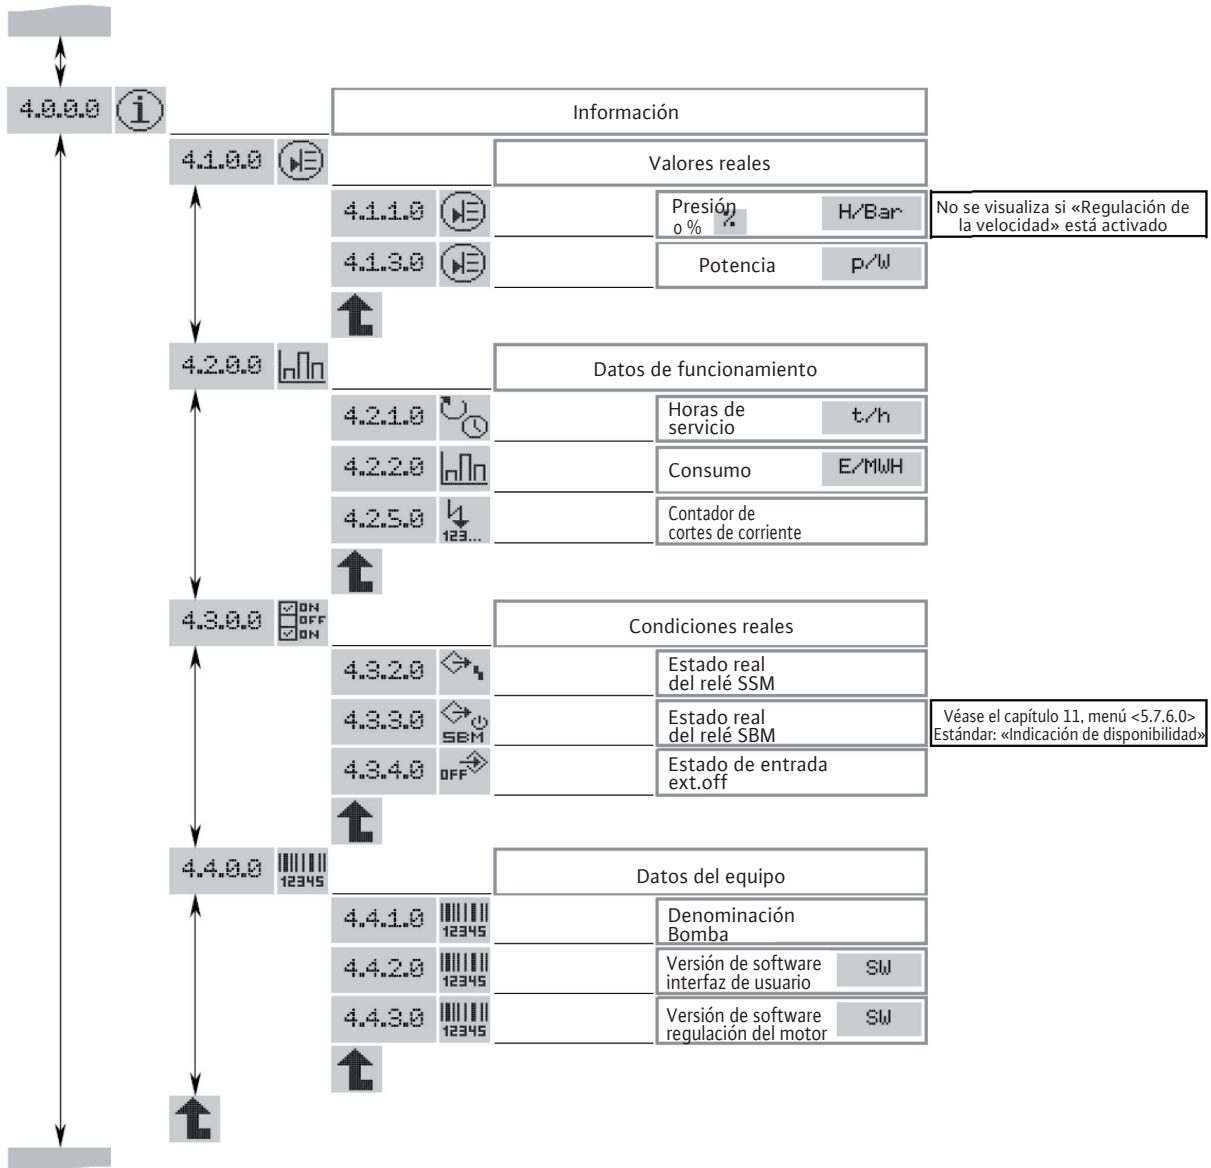 4.0.0.0 i Información
4.1.0.0 Valores reales
4.1.1.0 Presión H/Bar
o % %
No se visualiza si «Regulación de
la velocidad» está activado
4.1.3.0 Potencia p/W
4.2.0.0 Datos de funcionamiento
4.2.1.0 Horas de
servicio t/h
4.2.2.0 Consumo E/MWH
4.2.5.0 123... Contador de
cortes de corriente
4.3.0.0 ON
OFF
ON
Condiciones reales
4.3.2.0 Estado real
del relé SSM
4.3.3.0 SBM Estado real
del relé SBM
Véase el capítulo 11, menú <5.7.6.0>
Estándar: «Indicación de disponibilidad»
4.3.4.0 OFF Estado de entrada
ext.off
4.4.0.0 12345 Datos del equipo
4.4.1.0 12345 Denominación
Bomba
4.4.2.0 12345 Versión de software
interfaz de usuario SW
4.4.3.0 12345 Versión de software
regulación del motor SW